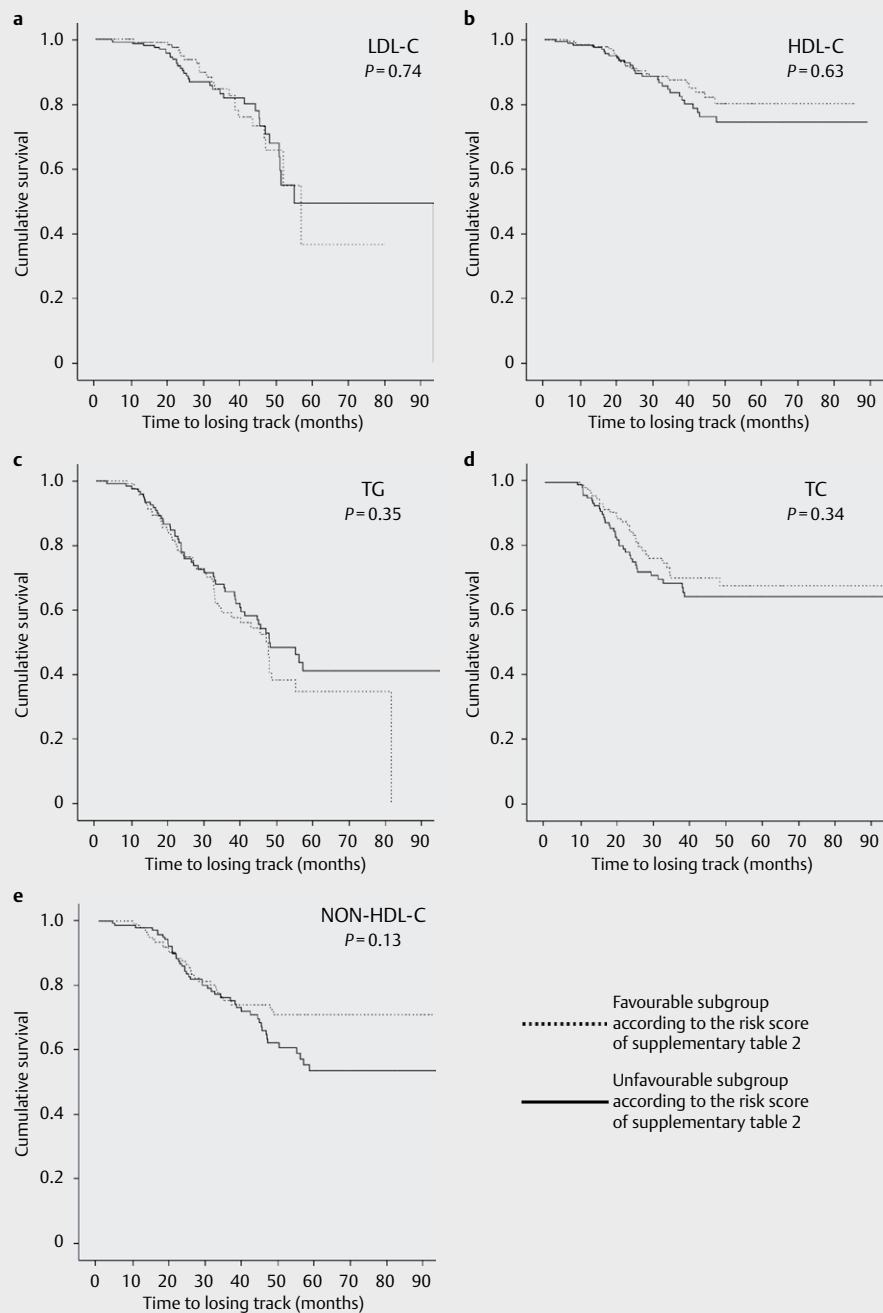 a
LDL-C
P = 0.74
Cumulative survival
1.0
0.8
0.6
0.4
0.2
0
0 10 20 30 40 50 60 70 80 90
Time to losing track (months)
b
HDL-C
P = 0.63
Cumulative survival
1.0
0.8
0.6
0.4
0.2
0
0 10 20 30 40 50 60 70 80 90
Time to losing track (months)
c
TG
P = 0.35
Cumulative survival
1.0
0.8
0.6
0.4
0.2
0
0 10 20 30 40 50 60 70 80 90
Time to losing track (months)
d
TC
P = 0.34
Cumulative survival
1.0
0.8
0.6
0.4
0.2
0
0 10 20 30 40 50 60 70 80 90
Time to losing track (months)
e
NON-HDL-C
P = 0.13
Cumulative survival
1.0
0.8
0.6
0.4
0.2
0
0 10 20 30 40 50 60 70 80 90
Time to losing track (months)
Favourable subgroup
according to the risk score
of supplementary table 2
Unfavourable subgroup
according to the risk score
of supplementary table 2